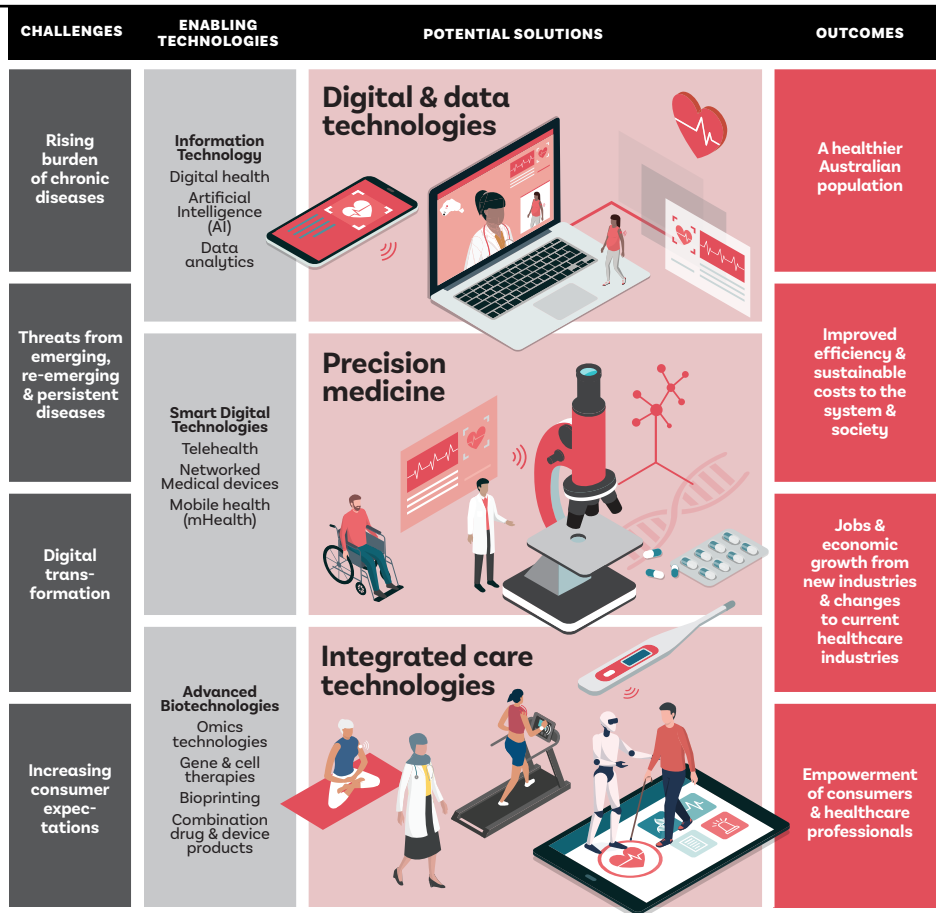 CHALLENGES
ENABLING
TECHNOLOGIES
POTENTIAL SOLUTIONS
OUTCOMES
Rising
burden
of chronic
diseases
Threats from
emerging,
re-emerging
& persistent
diseases
Digital
trans-
formation
Increasing
consumer
expec-
tations
Information
Technology
Digital health
Artificial
Intelligence
(AI)
Data
analytics
Smart Digital
Technologies
Telehealth
Networked
Medical devices
Mobile health
(mHealth)
Advanced
Biotechnologies
Omics
technologies
Gene & cell
therapies
Bioprinting
Combination
drug & device
products
Digital & data
technologies
Precision
medicine
Integrated care
technologies
A healthier
Australian
population
Improved
efficiency &
sustainable
costs to the
system &
society
Jobs &
economic
growth from
new industries
& changes
to current
healthcare
industries
Empowerment
of consumers
& healthcare
professionals